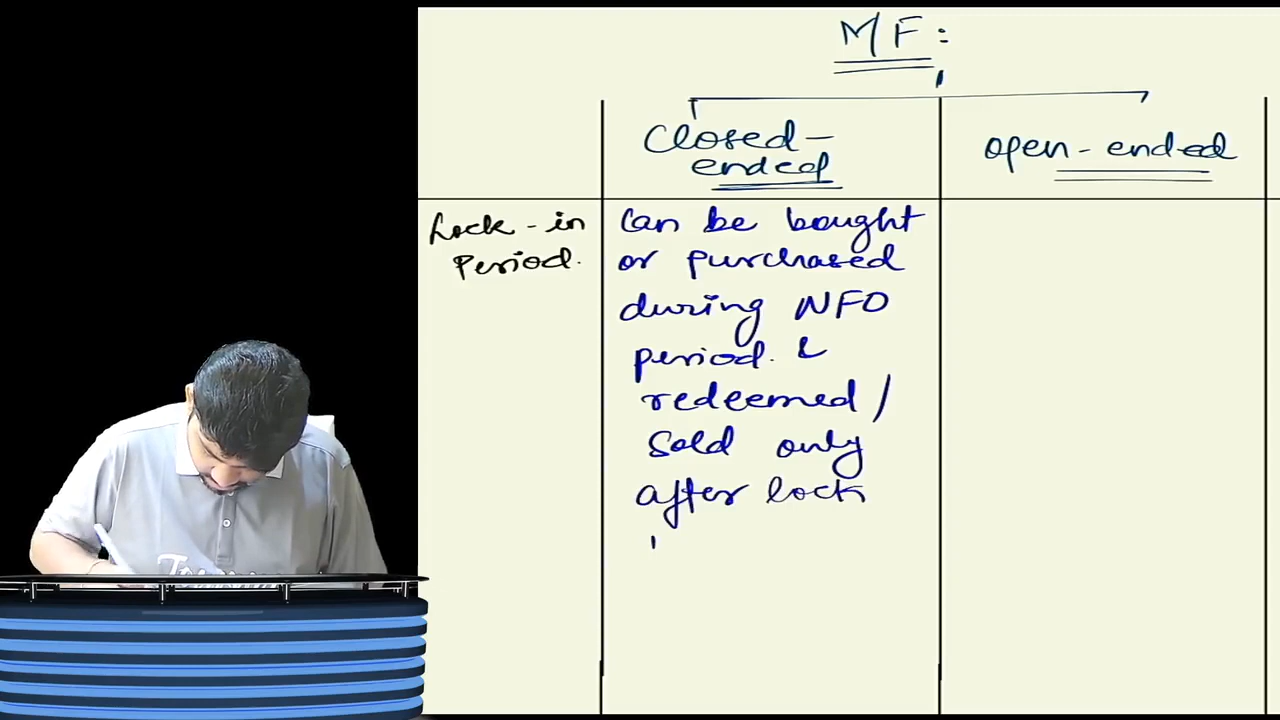 MF:
Closed-
ended
open-ended
Lock-in
Period.
Can be bought
or purchased
during NFO
period. &
redeemed/
Sold only
after lock